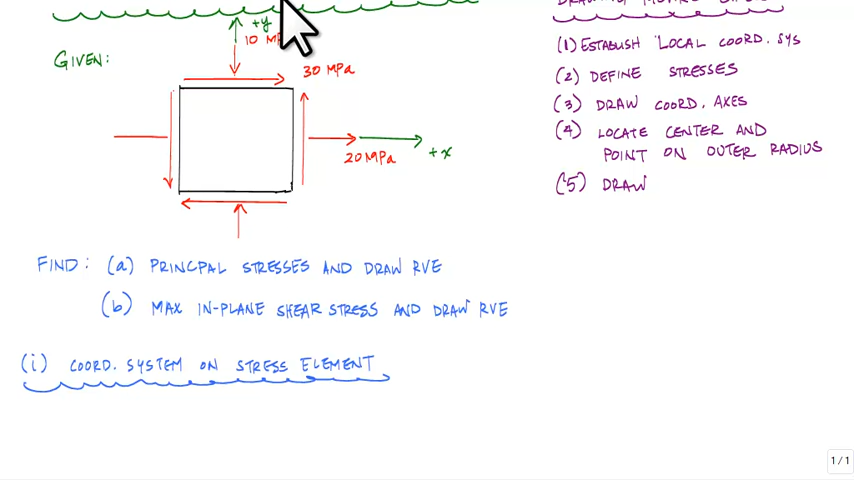 +y
10 MPa
GIVEN:
30 MPa
20 MPa
+x
FIND: (a) PRINCPAL STRESSES AND DRAW RVE
(b) MAX IN-PLANE SHEAR STRESS AND DRAW RVE
(i) COORD. SYSTEM ON STRESS ELEMENT
(1) ESTABLISH LOCAL COORD. SYS
(2) DEFINE STRESSES
(3) DRAW COORD. AXES
(4) LOCATE CENTER AND
POINT ON OUTER RADIUS
(5) DRAW
1 / 1